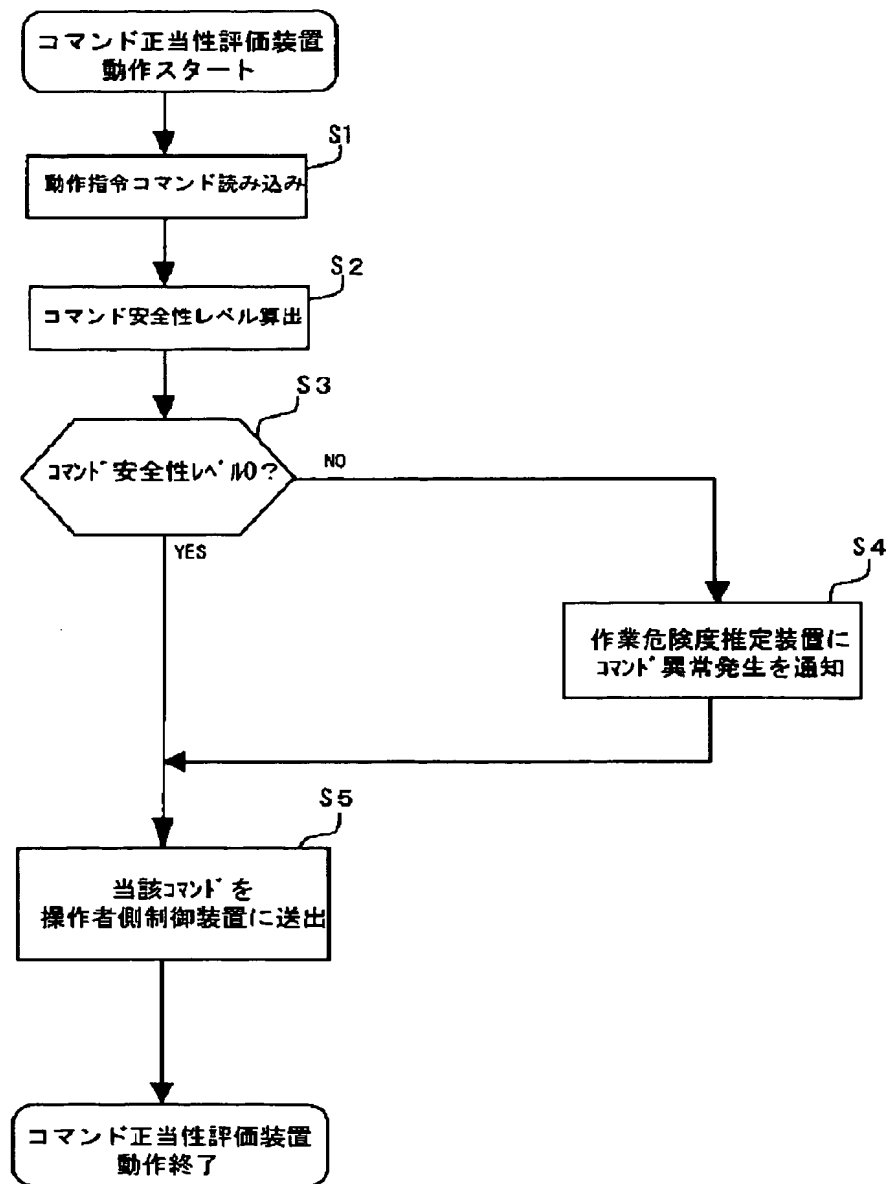 コマンド正当性評価装置
動作スタート
S1
動作指令コマンド読み込み
S2
コマンド安全性レベル算出
S3
ｺﾏﾝﾄﾞ安全性ﾚﾍﾞﾙ0?
NO
YES
S4
作業危険度推定装置に
ｺﾏﾝﾄﾞ異常発生を通知
S5
当該ｺﾏﾝﾄﾞを
操作者側制御装置に送出
コマンド正当性評価装置
動作終了